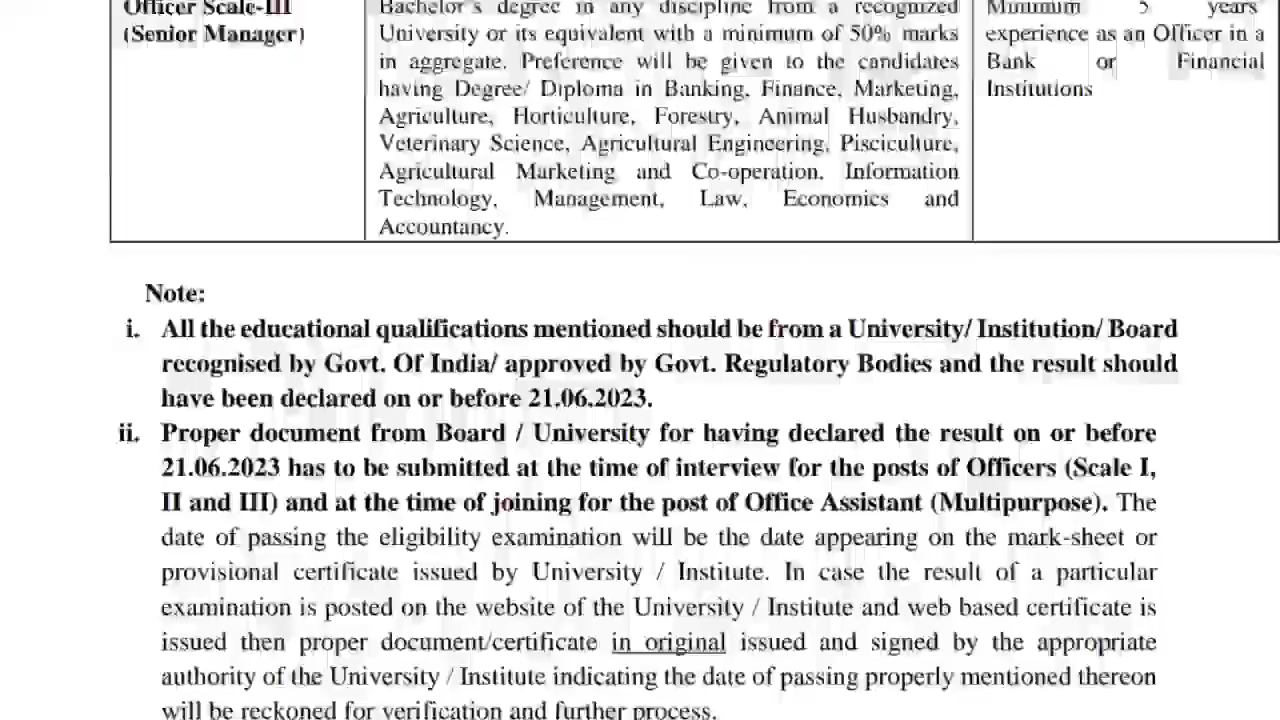 Officer Scale-III
(Senior Manager)
Bachelor's degree in any discipline from a recognized
University or its equivalent with a minimum of 50% marks
in aggregate. Preference will be given to the candidates
having Degree/ Diploma in Banking, Finance, Marketing,
Agriculture, Horticulture, Forestry, Animal Husbandry,
Veterinary Science, Agricultural Engineering, Pisciculture,
Agricultural Marketing and Co-operation, Information
Technology, Management, Law, Economics and
Accountancy.
Minimum 5 years
experience as an Officer in a
Bank or Financial
Institutions
Note:
i. All the educational qualifications mentioned should be from a University/ Institution/ Board
recognised by Govt. Of India/ approved by Govt. Regulatory Bodies and the result should
have been declared on or before 21.06.2023.
ii. Proper document from Board / University for having declared the result on or before
21.06.2023 has to be submitted at the time of interview for the posts of Officers (Scale I,
II and III) and at the time of joining for the post of Office Assistant (Multipurpose). The
date of passing the eligibility examination will be the date appearing on the mark-sheet or
provisional certificate issued by University / Institute. In case the result of a particular
examination is posted on the website of the University / Institute and web based certificate is
issued then proper document/certificate in original issued and signed by the appropriate
authority of the University / Institute indicating the date of passing properly mentioned thereon
will be reckoned for verification and further process.